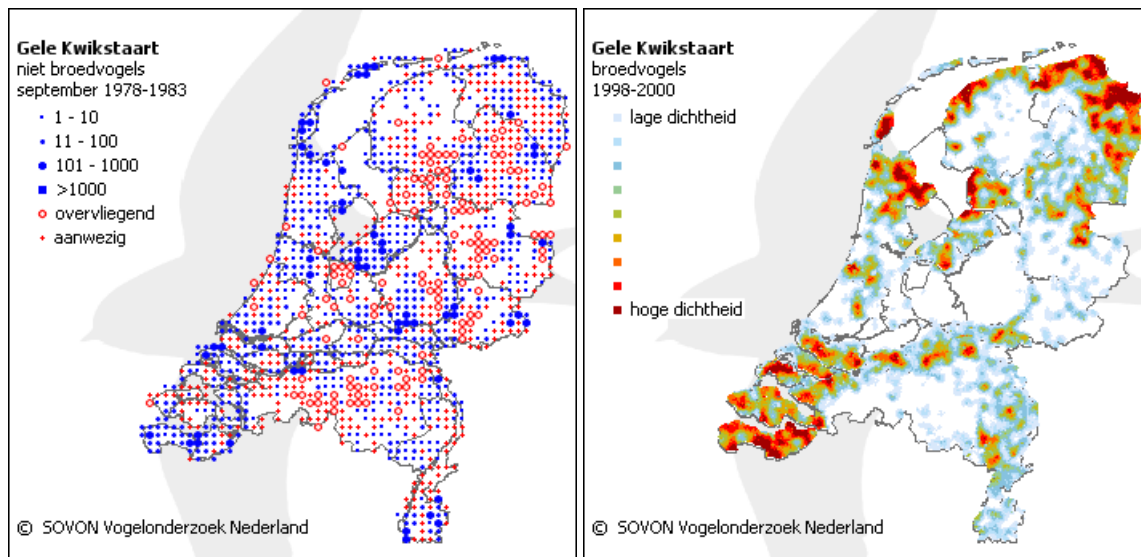 Gele Kwikstaart
niet broedvogels
september 1978-1983
1 - 10
11 - 100
101 - 1000
>1000
overvliegend
aanwezig
© SOVON Vogelonderzoek Nederland
Gele Kwikstaart
broedvogels
1998-2000
lage dichtheid
hoge dichtheid
© SOVON Vogelonderzoek Nederland